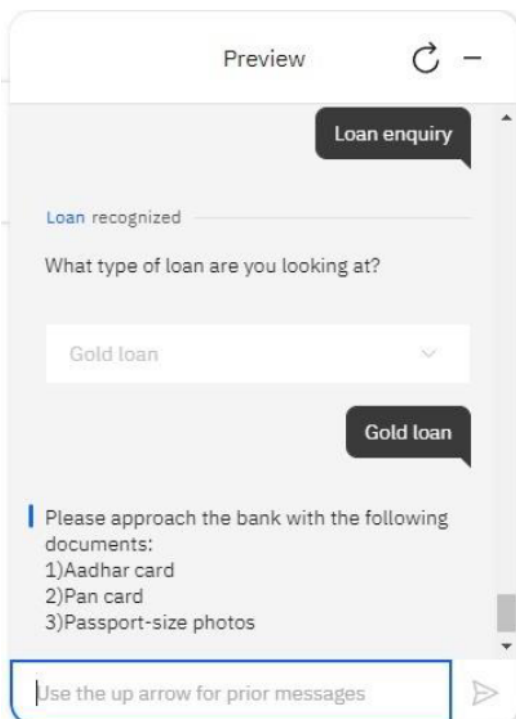 Preview
Loan enquiry
Loan recognized
What type of loan are you looking at?
Gold loan
Gold loan
Please approach the bank with the following
documents:
1)Aadhar card
2)Pan card
3)Passport-size photos
Use the up arrow for prior messages